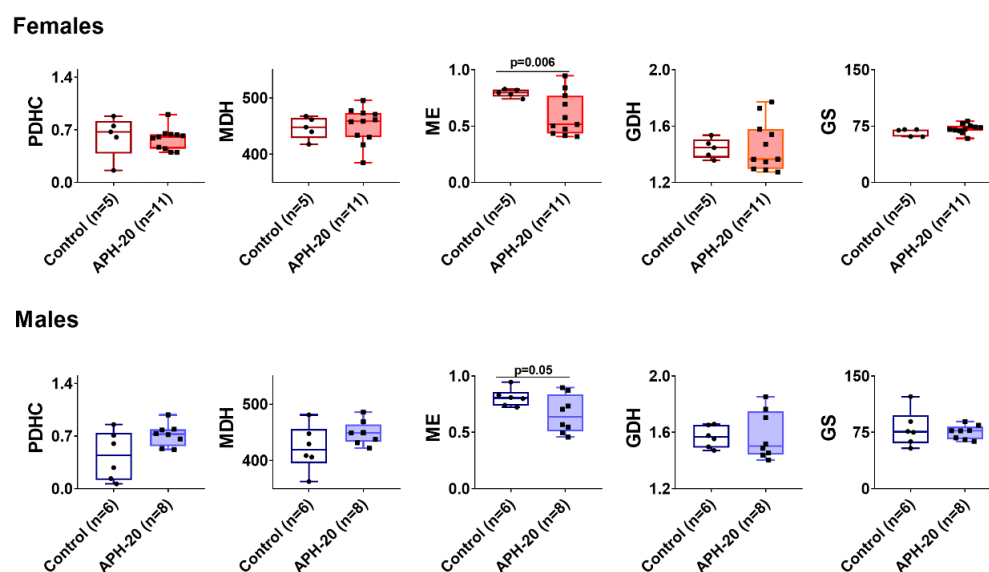 Females
PDHC
1.4
0.7
0.0
Control (n=5)
APH-20 (n=11)
MDH
500
400
Control (n=5)
APH-20 (n=11)
ME
1.0
0.5
0.0
p=0.006
Control (n=5)
APH-20 (n=11)
GDH
2.0
1.6
1.2
Control (n=5)
APH-20 (n=11)
GS
150
75
0
Control (n=5)
APH-20 (n=11)
Males
PDHC
1.4
0.7
0.0
Control (n=6)
APH-20 (n=8)
MDH
500
400
Control (n=6)
APH-20 (n=8)
ME
1.0
0.5
0.0
p=0.05
Control (n=6)
APH-20 (n=8)
GDH
2.0
1.6
1.2
Control (n=6)
APH-20 (n=8)
GS
150
75
0
Control (n=6)
APH-20 (n=8)